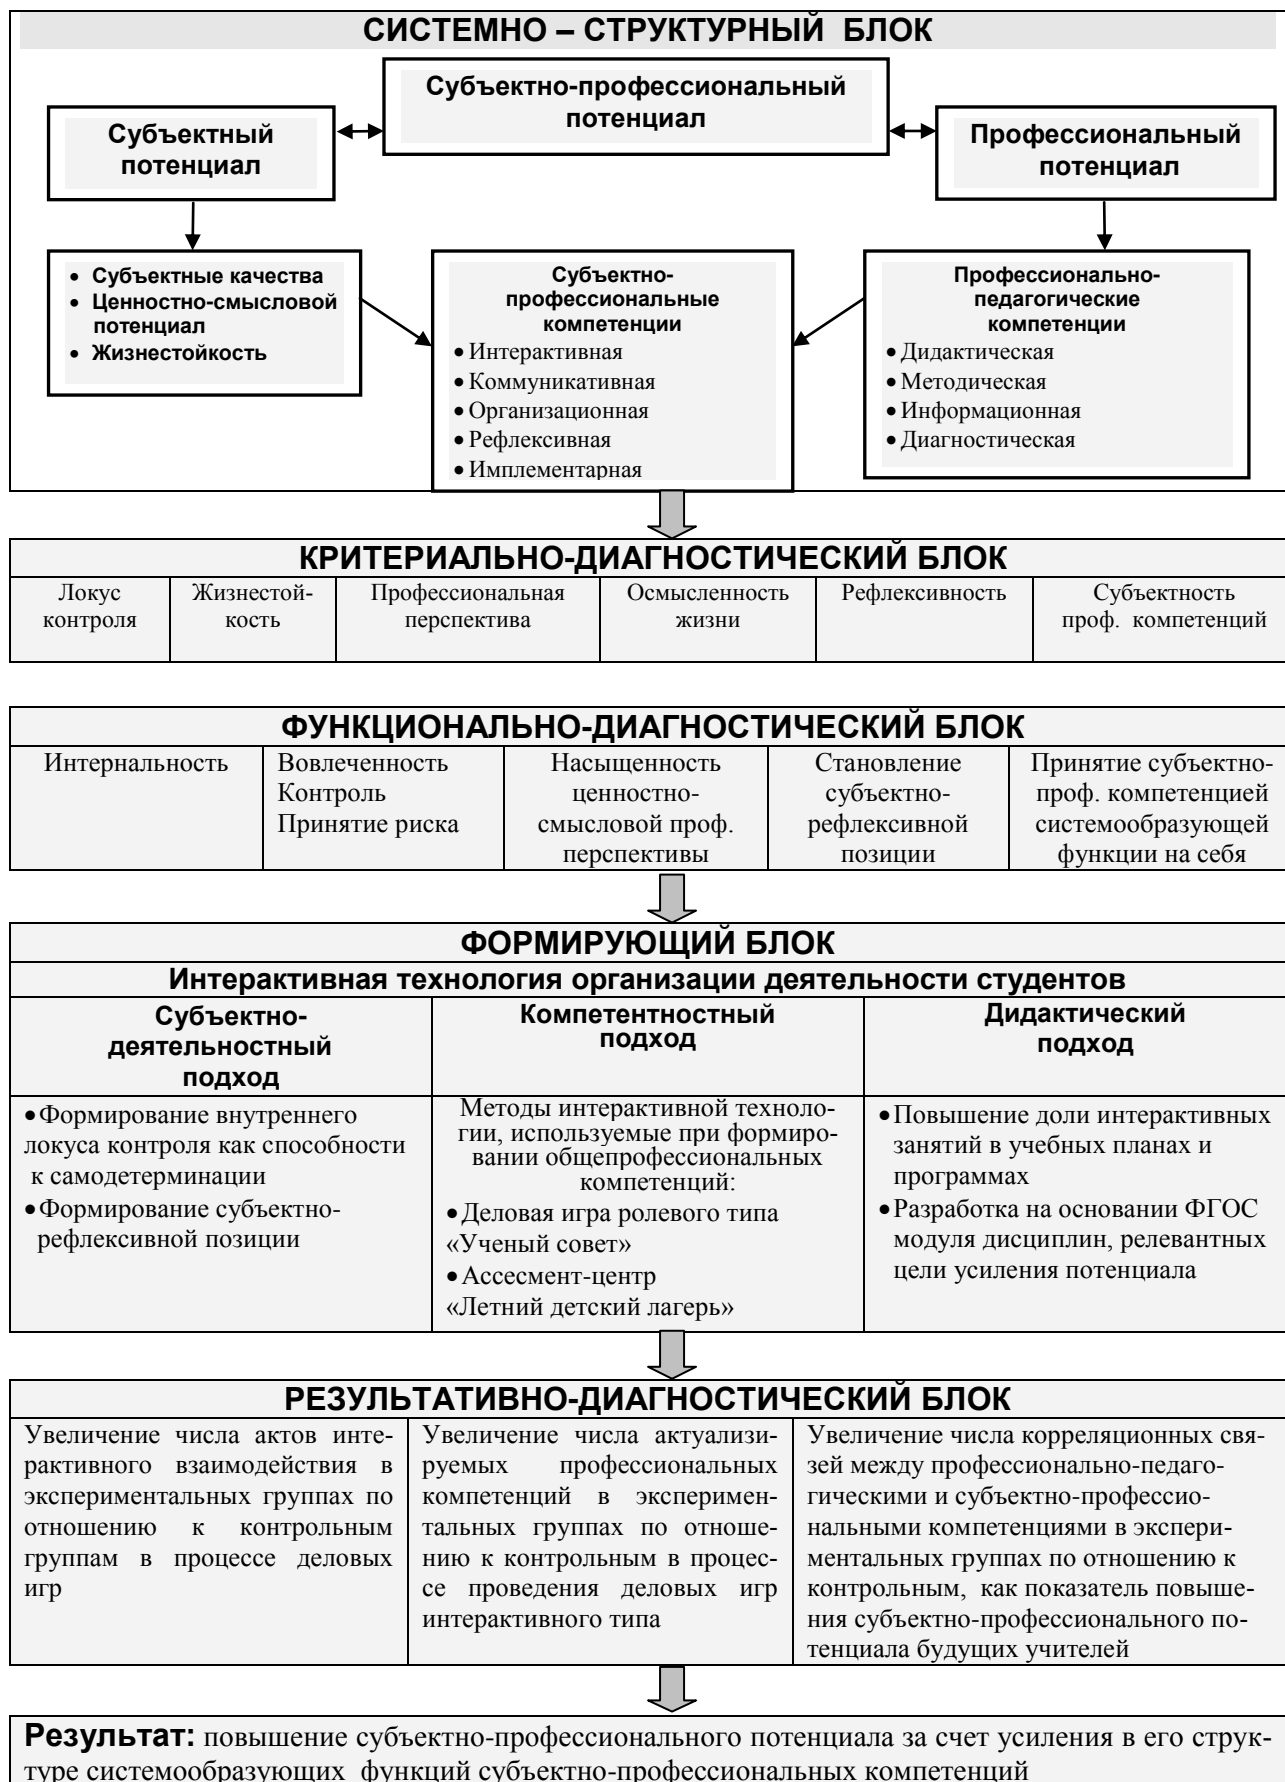 СИСТЕМНО – СТРУКТУРНЫЙ БЛОК
Субъектно-профессиональный
потенциал
Субъектный
потенциал
Профессиональный
потенциал
• Субъектные качества
• Ценностно-смысловой
потенциал
• Жизнестойкость
Субъектно-
профессиональные
компетенции
• Интерактивная
• Коммуникативная
• Организационная
• Рефлексивная
• Имплементарная
Профессионально-
педагогические
компетенции
• Дидактическая
• Методическая
• Информационная
• Диагностическая
КРИТЕРИАЛЬНО-ДИАГНОСТИЧЕСКИЙ БЛОК
Локус
контроля
Жизнестой-
кость
Профессиональная
перспектива
Осмысленность
жизни
Рефлексивность
Субъектность
проф. компетенций
ФУНКЦИОНАЛЬНО-ДИАГНОСТИЧЕСКИЙ БЛОК
Интернальность
Вовлеченность
Контроль
Принятие риска
Насыщенность
ценностно-
смысловой проф.
перспективы
Становление
субъектно-
рефлексивной
позиции
Принятие субъектно-
проф. компетенцией
системообразующей
функции на себя
ФОРМИРУЮЩИЙ БЛОК
Интерактивная технология организации деятельности студентов
Субъектно-
деятельностный
подход
Компетентностный
подход
Дидактический
подход
• Формирование внутреннего
локуса контроля как способности
к самодетерминации
• Формирование субъектно-
рефлексивной позиции
Методы интерактивной техноло-
гии, используемые при формиро-
вании общепрофессиональных
компетенций:
• Деловая игра ролевого типа
«Ученый совет»
• Ассесмент-центр
«Летний детский лагерь»
• Повышение доли интерактивных
занятий в учебных планах и
программах
• Разработка на основании ФГОС
модуля дисциплин, релевантных
цели усиления потенциала
РЕЗУЛЬТАТИВНО-ДИАГНОСТИЧЕСКИЙ БЛОК
Увеличение числа актов инте-
рактивного взаимодействия в
экспериментальных группах по
отношению к контрольным
группам в процессе деловых
игр
Увеличение числа актуализи-
руемых профессиональных
компетенций в эксперимен-
тальных группах по отноше-
нию к контрольным в процес-
се проведения деловых игр
интерактивного типа
Увеличение числа корреляционных свя-
зей между профессионально-педаго-
гическими и субъектно-профессио-
нальными компетенциями в экспери-
ментальных группах по отношению к
контрольным, как показатель повыше-
ния субъектно-профессионального по-
тенциала будущих учителей
Результат: повышение субъектно-профессионального потенциала за счет усиления в его струк-
туре системообразующих функций субъектно-профессиональных компетенций